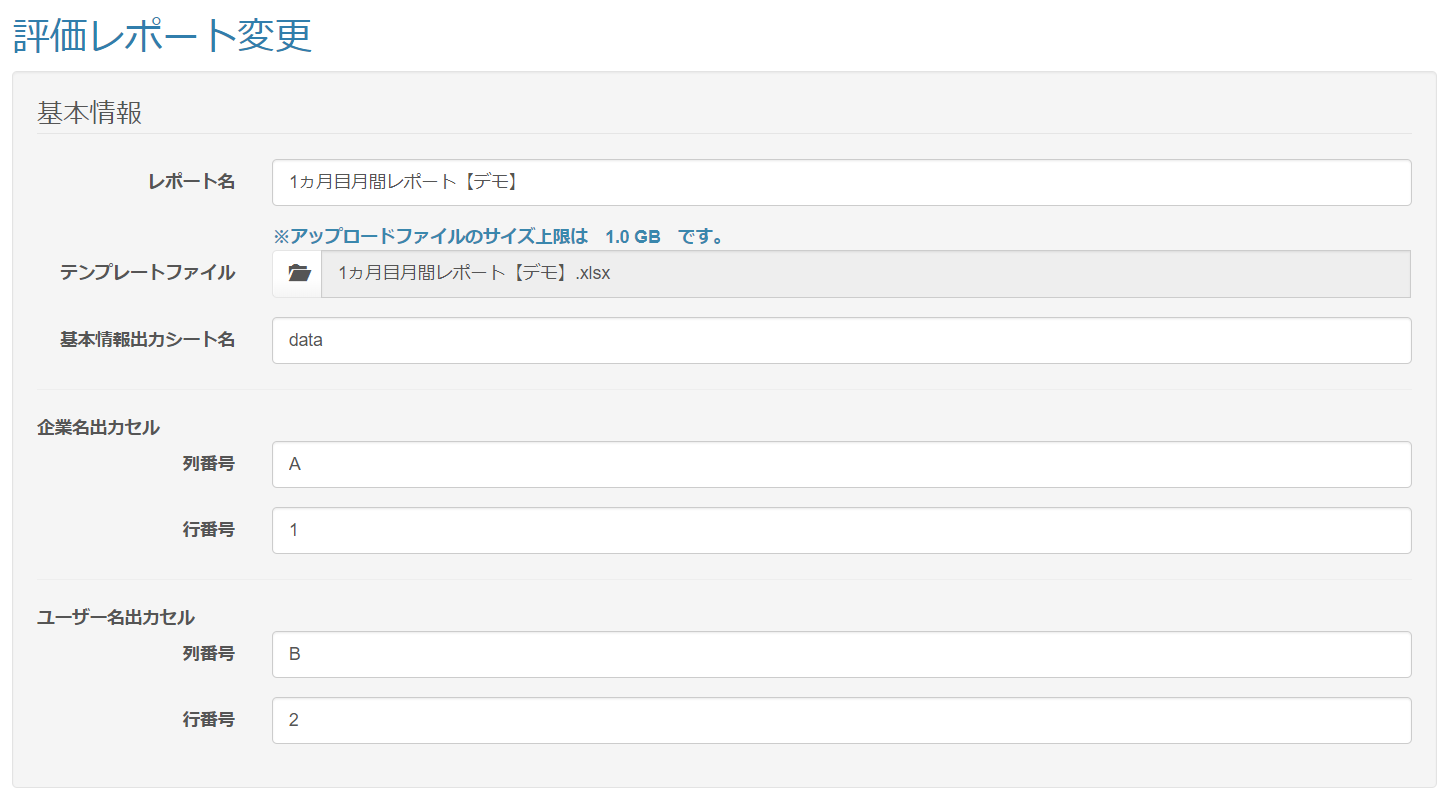 評価レポート変更
基本情報
レポート名
1ヵ月目月間レポート【デモ】
※アップロードファイルのサイズ上限は　1.0 GB　です。
テンプレートファイル
1ヵ月目月間レポート【デモ】.xlsx
基本情報出力シート名
data
企業名出力セル
列番号
A
行番号
1
ユーザー名出力セル
列番号
B
行番号
2